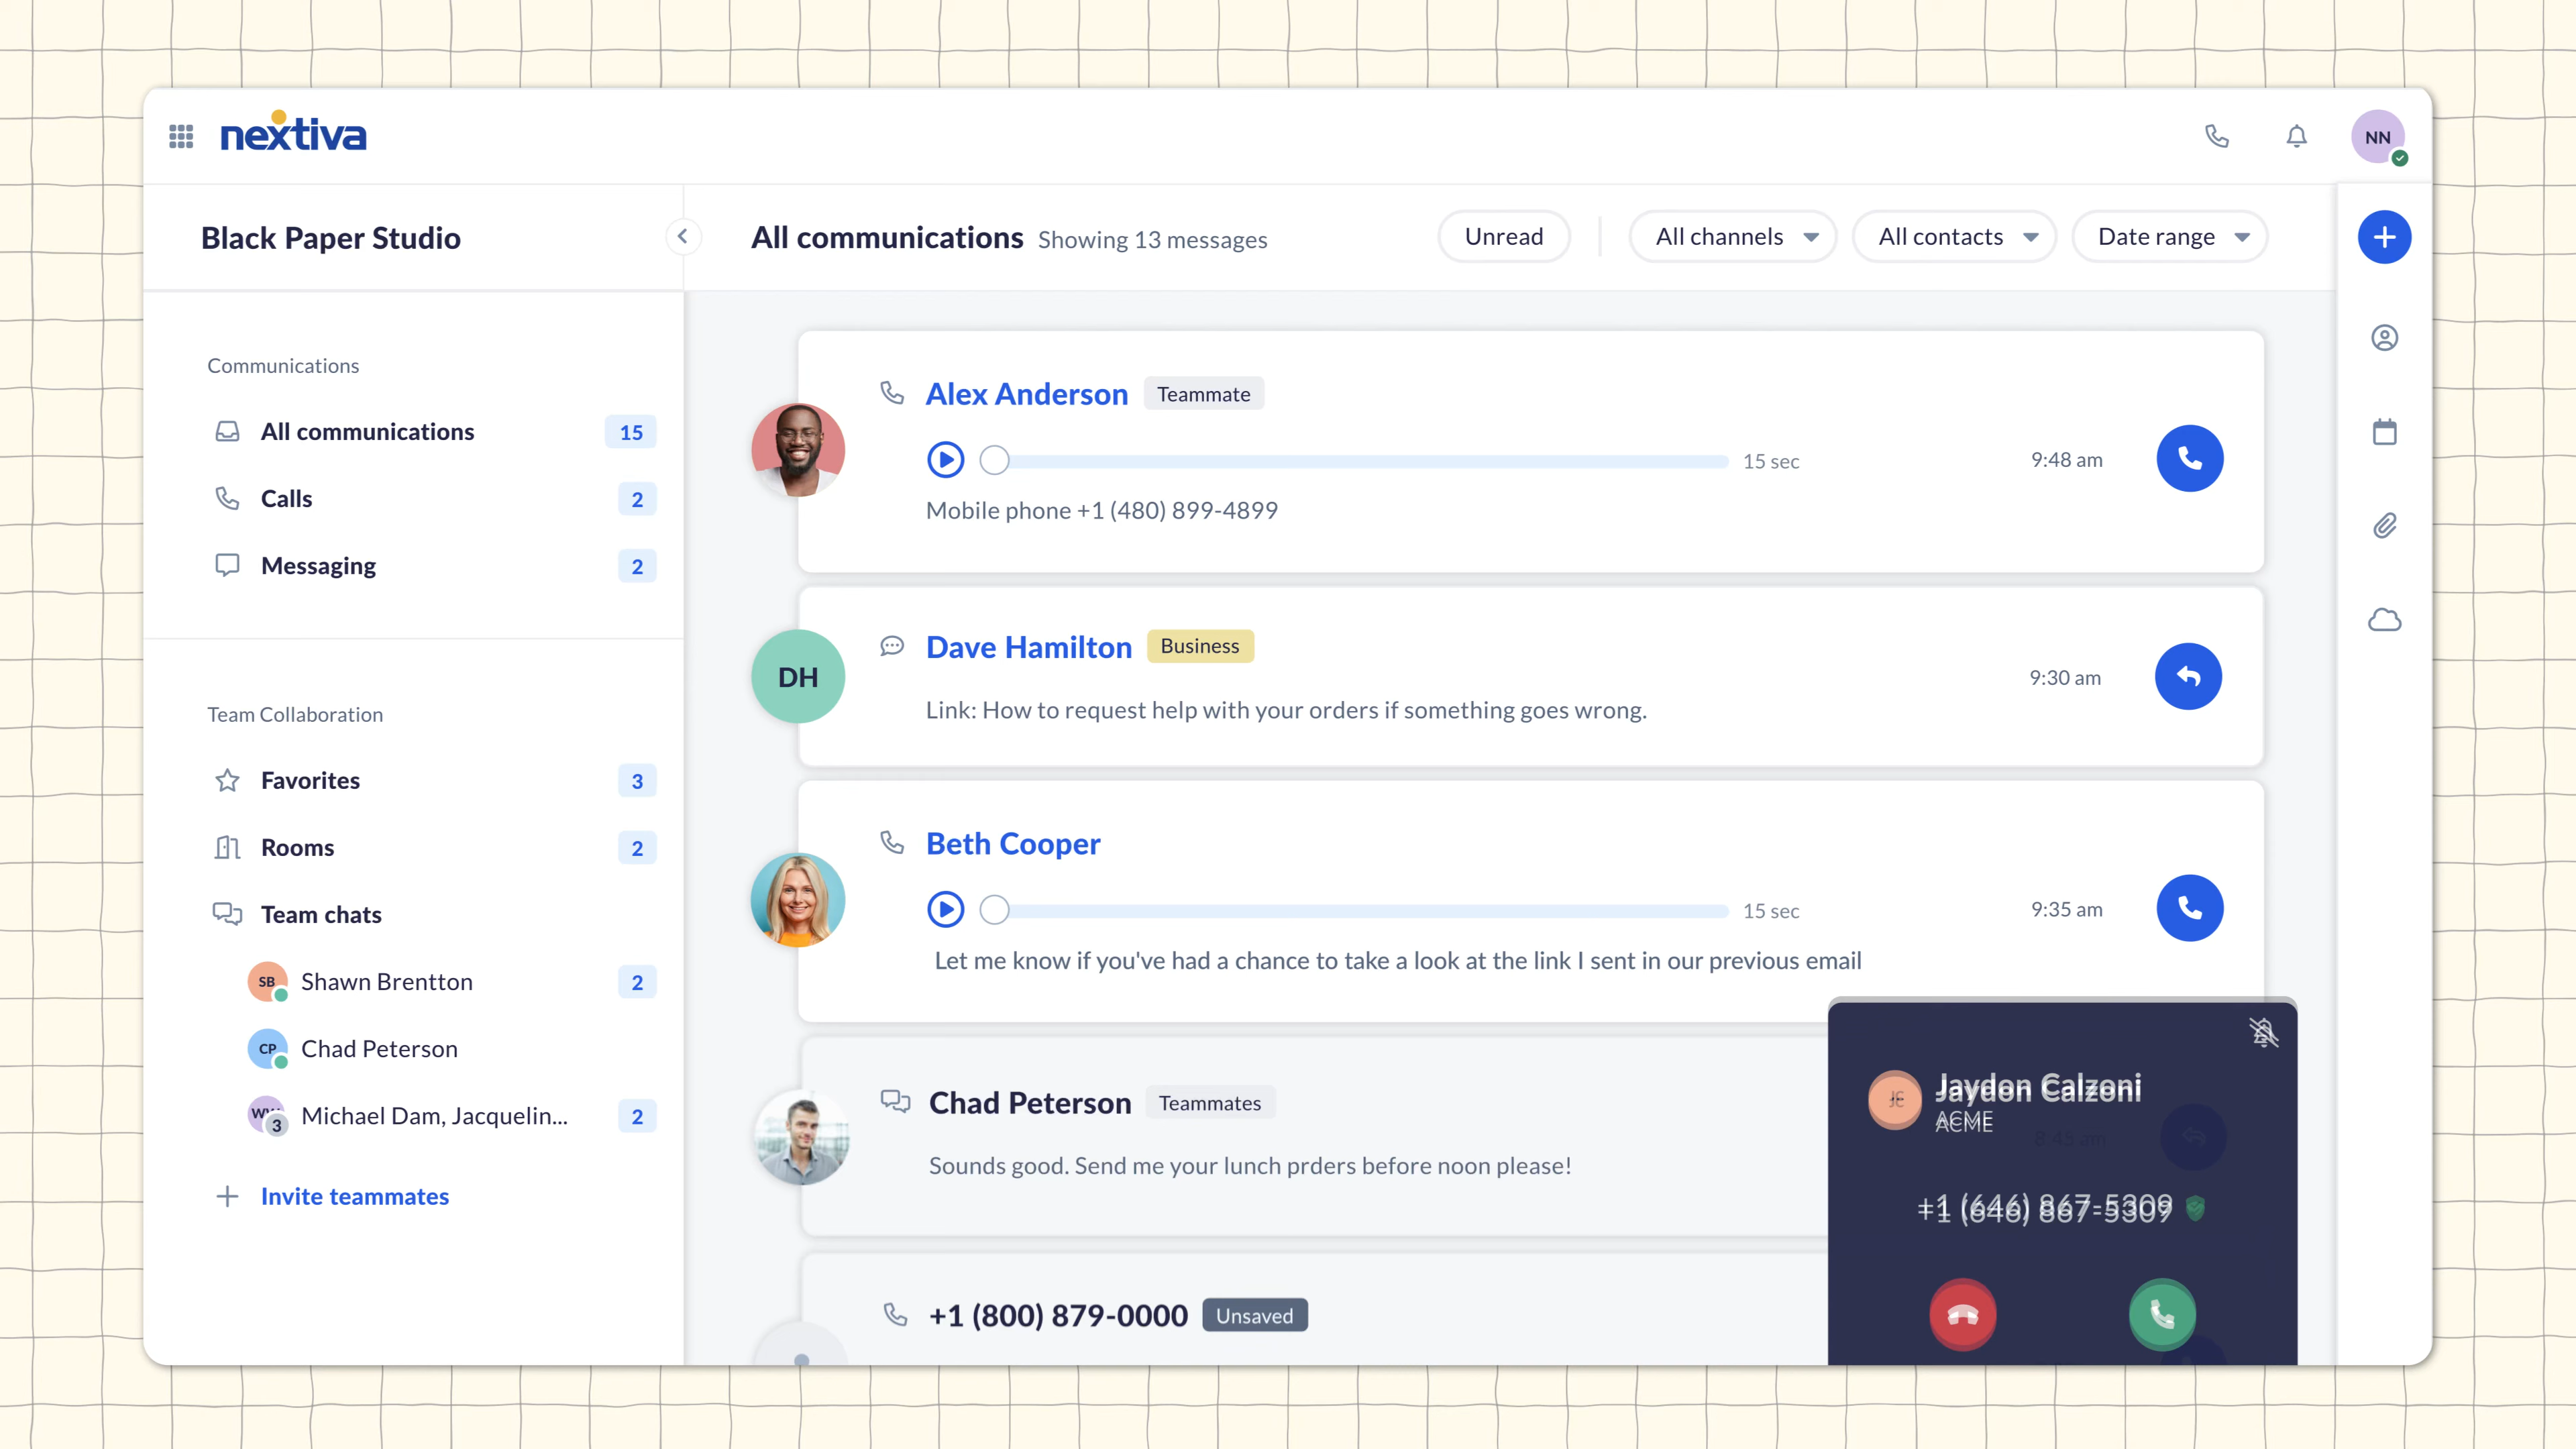 nextiva
NN
Black Paper Studio
All communications Showing 13 messages
Unread
All channels
All contacts
Date range
Communications
All communications 15
Calls 2
Messaging 2
Team Collaboration
Favorites 3
Rooms 2
Team chats
SB Shawn Brentton 2
CP Chad Peterson
3 Michael Dam, Jacquelin... 2
Invite teammates
Alex Anderson Teammate
15 sec
9:48 am
Mobile phone +1 (480) 899-4899
DH
Dave Hamilton Business
9:30 am
Link: How to request help with your orders if something goes wrong.
Beth Cooper
15 sec
9:35 am
Let me know if you've had a chance to take a look at the link I sent in our previous email
Chad Peterson Teammates
Sounds good. Send me your lunch prders before noon please!
+1 (800) 879-0000 Unsaved
JC
Jaydon Calzoni
ACME
8:45 am
+1 (646) 867-5309